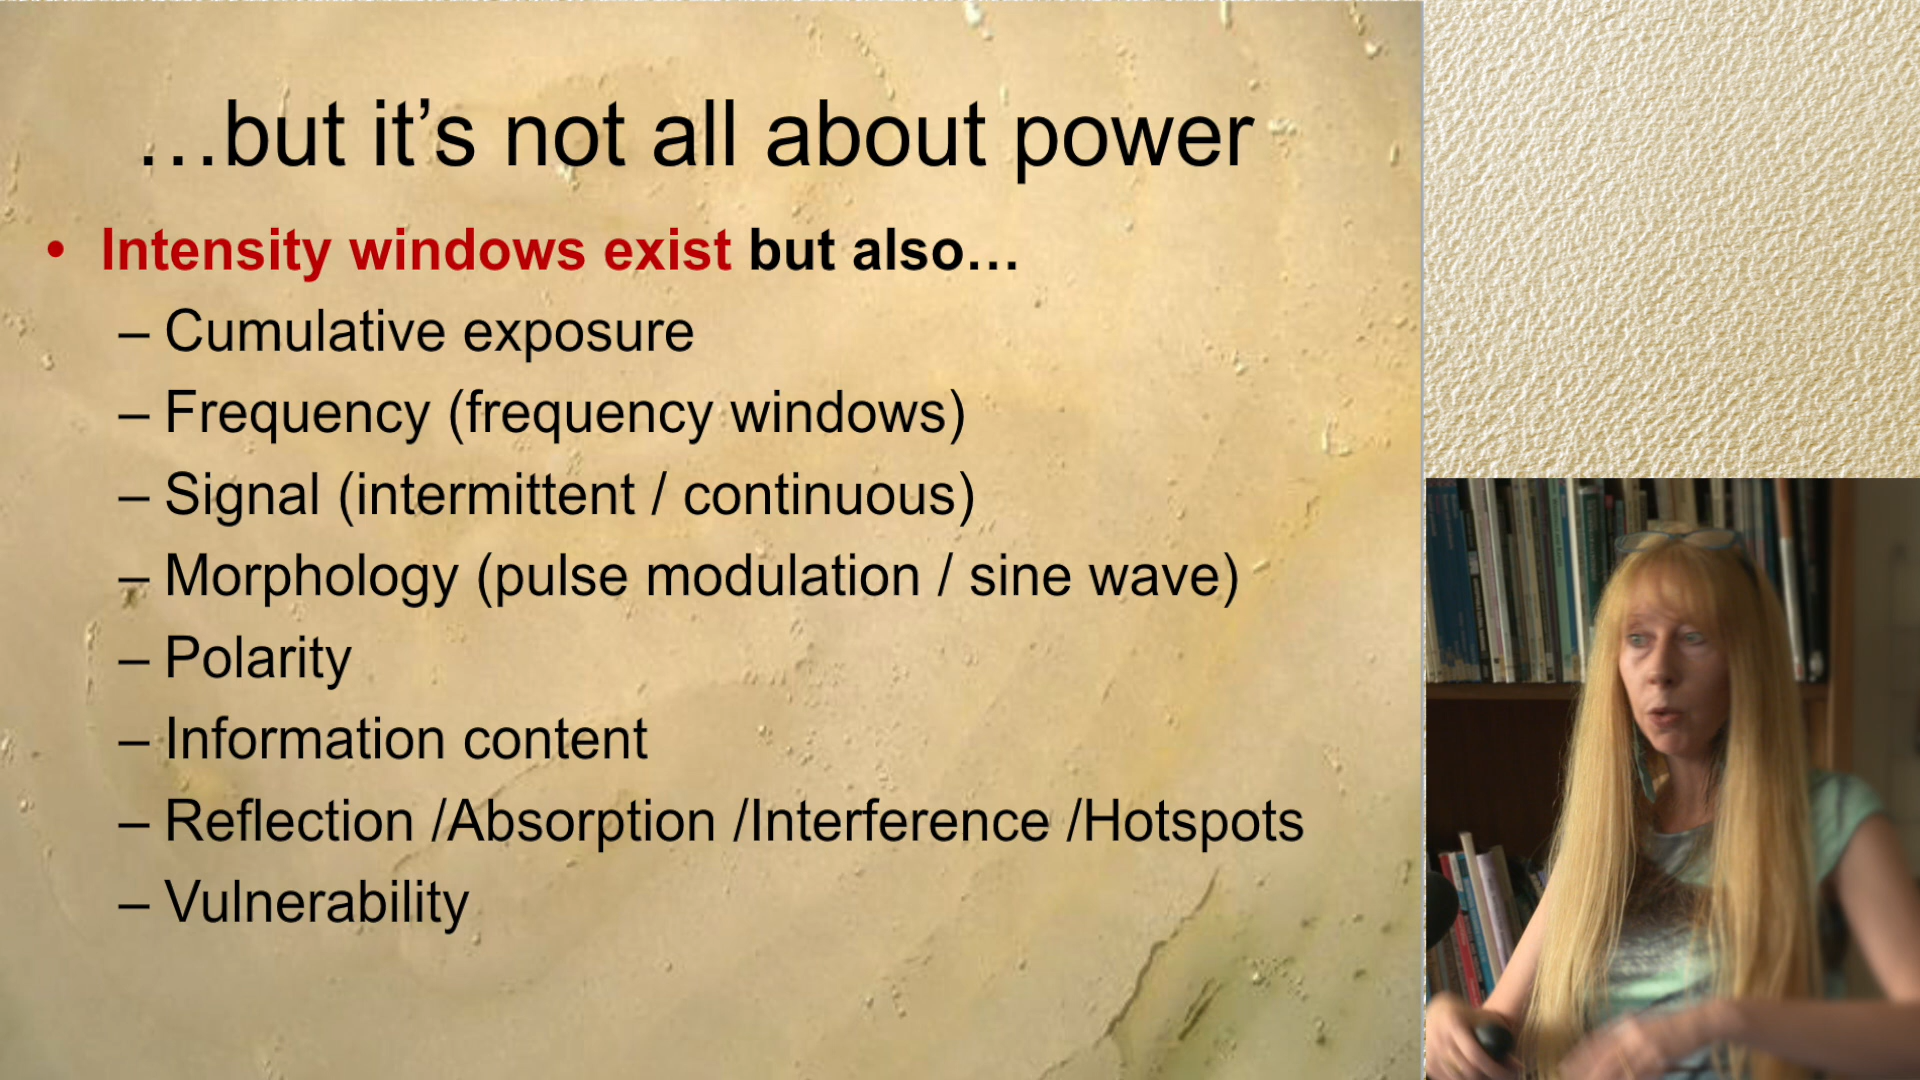 …but it’s not all about power
• Intensity windows exist but also…
– Cumulative exposure
– Frequency (frequency windows)
– Signal (intermittent / continuous)
– Morphology (pulse modulation / sine wave)
– Polarity
– Information content
– Reflection /Absorption /Interference /Hotspots
– Vulnerability